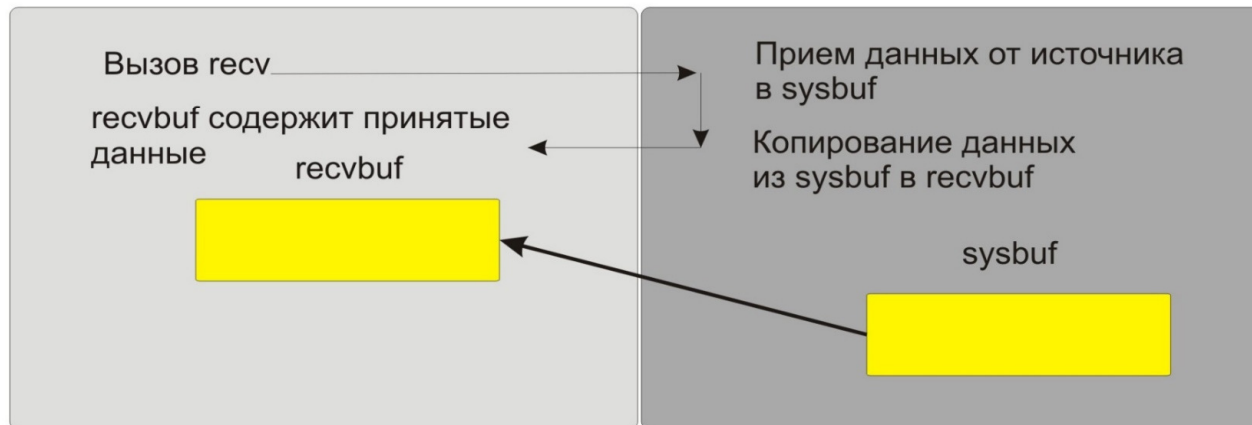 Вызов recv
recvbuf содержит принятые
данные
recvbuf
Прием данных от источника
в sysbuf
Копирование данных
из sysbuf в recvbuf
sysbuf